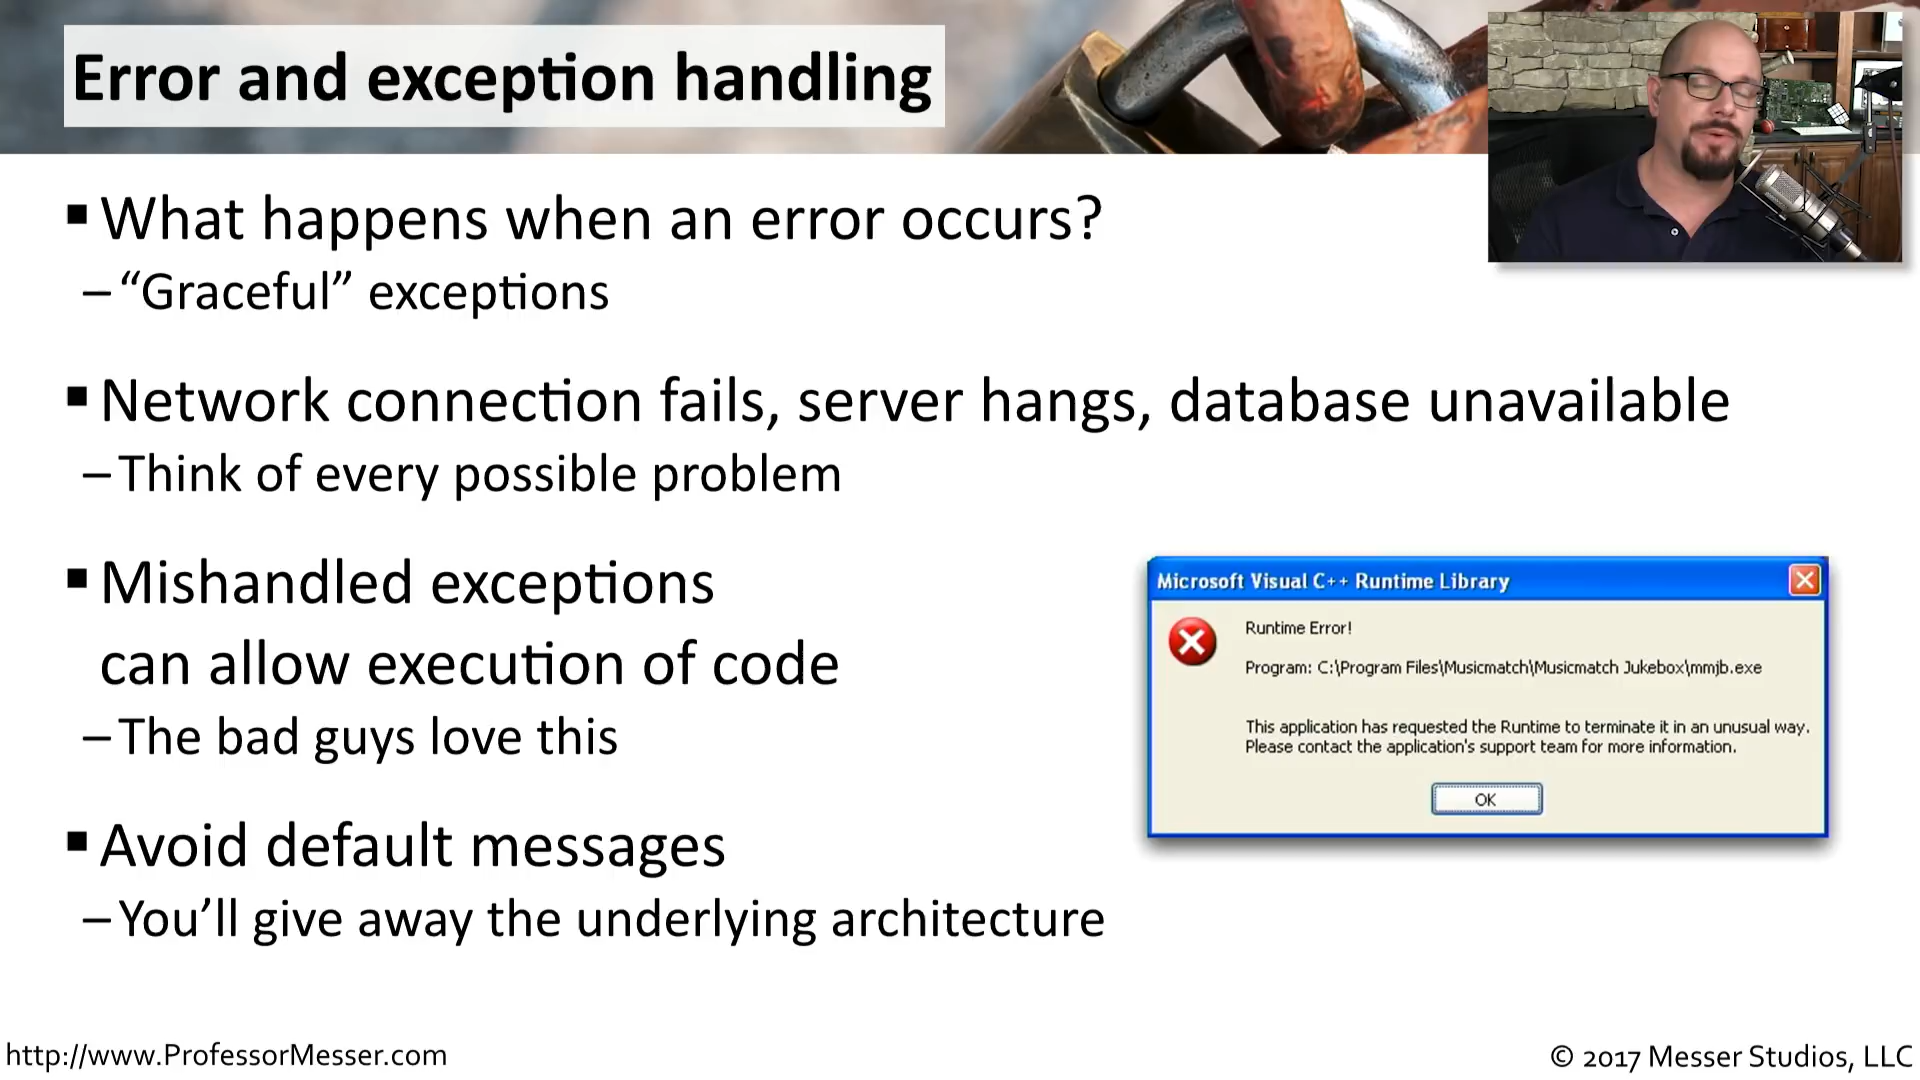 Error and exception handling
What happens when an error occurs?
– “Graceful” exceptions
Network connection fails, server hangs, database unavailable
– Think of every possible problem
Mishandled exceptions
can allow execution of code
– The bad guys love this
Avoid default messages
– You’ll give away the underlying architecture
Microsoft Visual C++ Runtime Library
Runtime Error!
Program: C:\Program Files\Musicmatch\Musicmatch Jukebox\mmjb.exe
This application has requested the Runtime to terminate it in an unusual way.
Please contact the application's support team for more information.
OK
http://www.ProfessorMesser.com
© 2017 Messer Studios, LLC